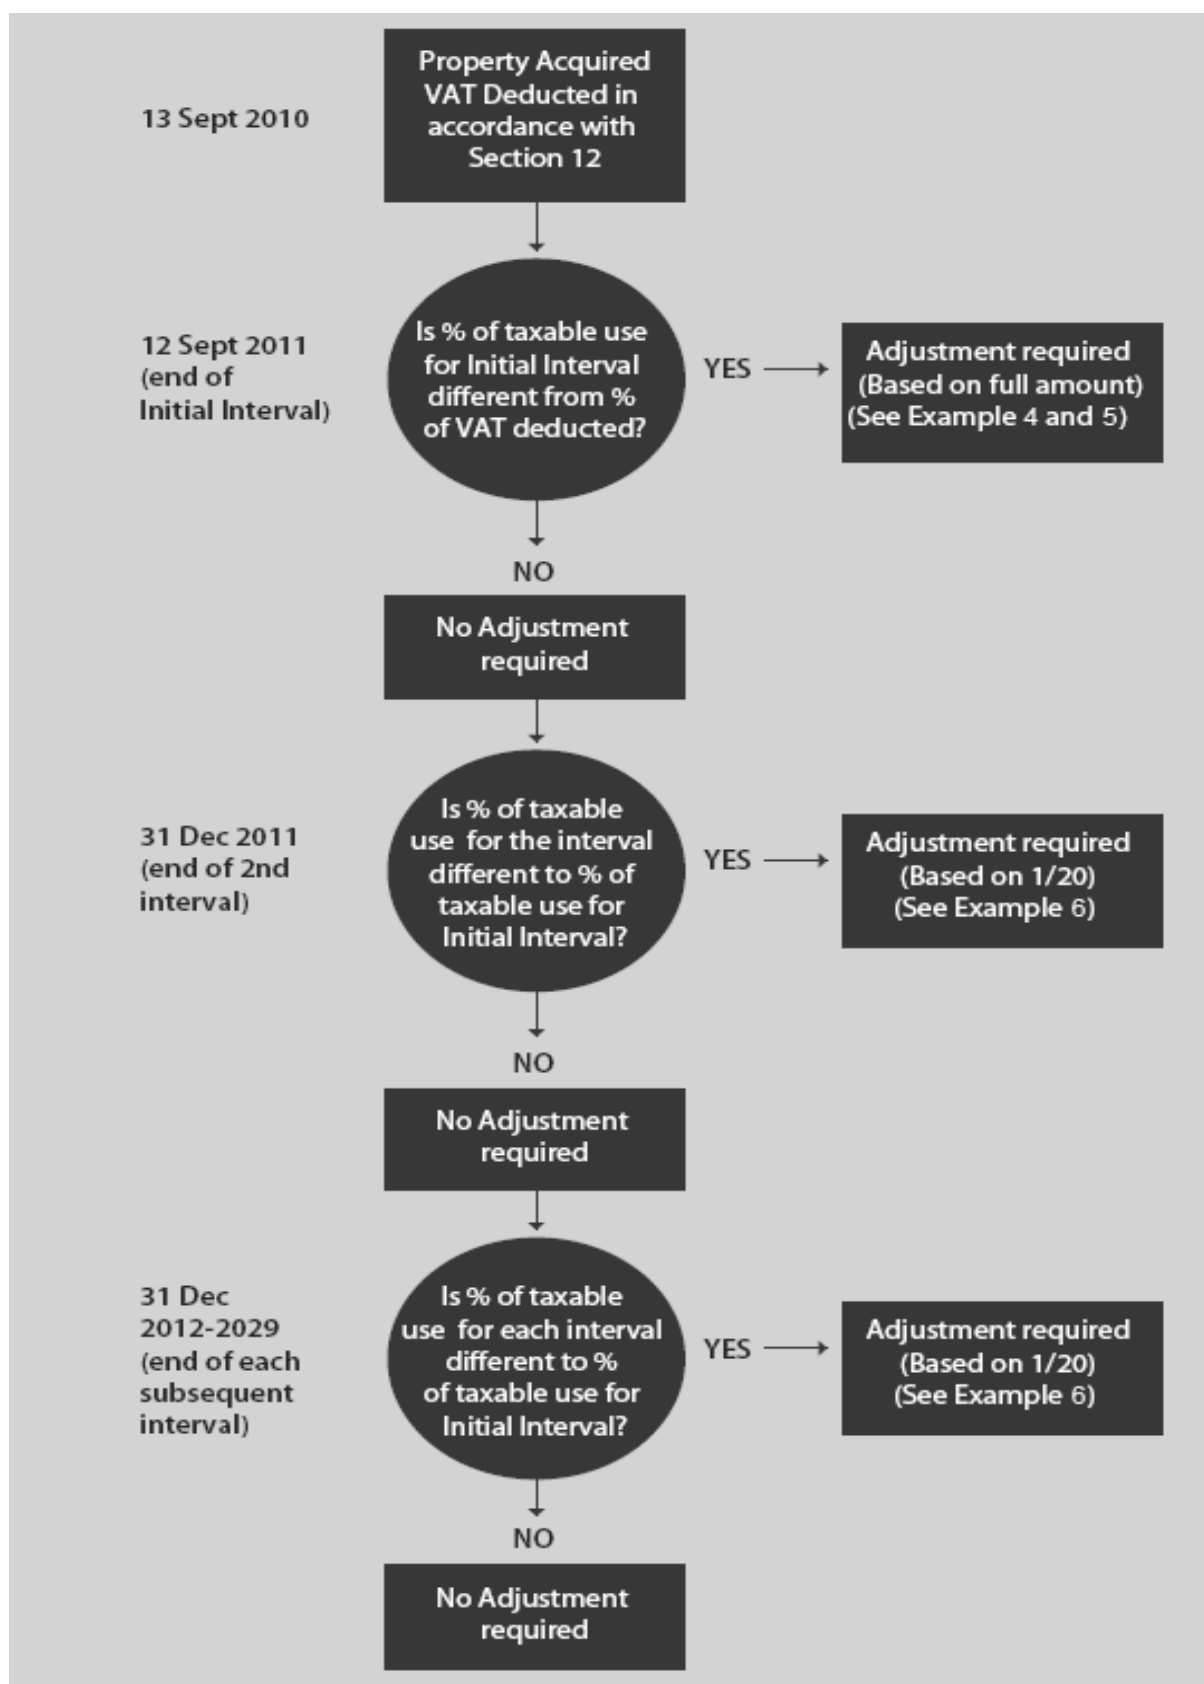 13 Sept 2010
Property Acquired
VAT Deducted in
accordance with
Section 12
12 Sept 2011
(end of
Initial Interval)
Is % of taxable use
for Initial Interval
different from %
of VAT deducted?
YES
Adjustment required
(Based on full amount)
(See Example 4 and 5)
NO
No Adjustment
required
31 Dec 2011
(end of 2nd
interval)
Is % of taxable
use for the interval
different to % of
taxable use for
Initial Interval?
YES
Adjustment required
(Based on 1/20)
(See Example 6)
NO
No Adjustment
required
31 Dec
2012-2029
(end of each
subsequent
interval)
Is % of taxable
use for each interval
different to %
of taxable use for
Initial Interval?
YES
Adjustment required
(Based on 1/20)
(See Example 6)
NO
No Adjustment
required